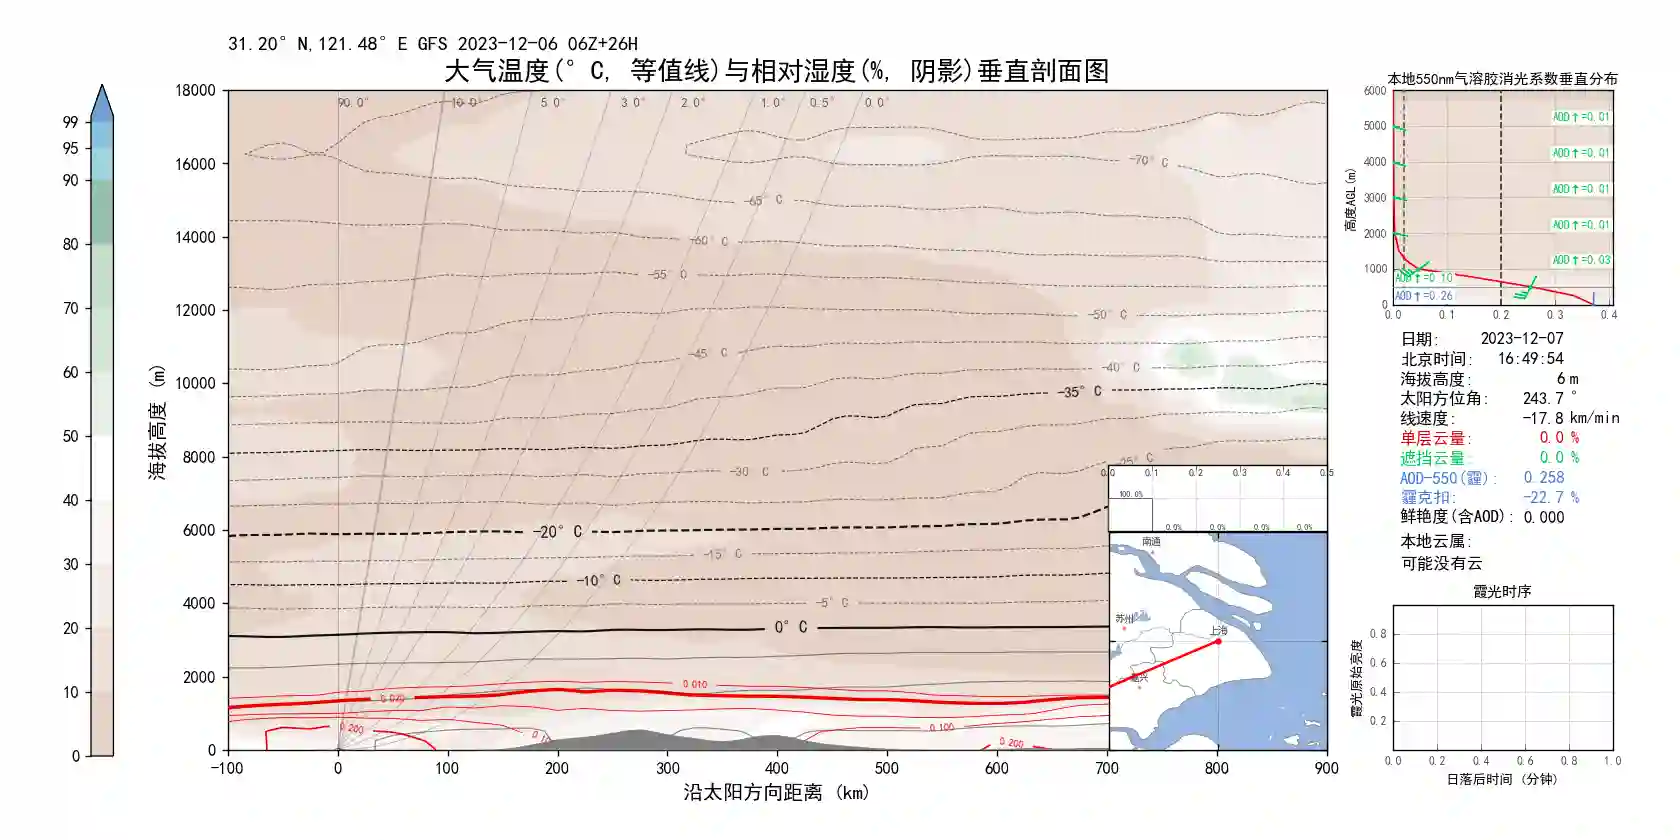 31.20° N,121.48° E GFS 2023-12-06 06Z+26H
大气温度(° C, 等值线)与相对湿度(%, 阴影)垂直剖面图
99
95
90
80
70
60
50
40
30
20
10
0
海拔高度 (m)
18000
16000
14000
12000
10000
8000
6000
4000
2000
0
90.0° 10.0° 5.0° 3.0° 2.0° 1.0° 0.5° 0.0°
-70° C
-65° C
-60° C
-55° C
-50° C
-45 C
-40° C
-35° C
-30 C
-25° C
-20° C
-15° C
-10° C
-5° C
0° C
0.010
0.070
0.200
0.10
0.100
0.200
-100 0 100 200 300 400 500 600 700 800 900
沿太阳方向距离 (km)
0.0 0.1 0.2 0.3 0.4 0.5
100.0%
0.0% 0.0% 0.0% 0.0%
南通
苏州
上海
嘉兴
本地550nm气溶胶消光系数垂直分布
高度AGL(m)
6000
5000
4000
3000
2000
1000
0
AOD↑=0.01
AOD↑=0.01
AOD↑=0.01
AOD↑=0.01
AOD↑=0.03
AOD↑=0.10
AOD↑=0.26
0.0 0.1 0.2 0.3 0.4
日期: 2023-12-07
北京时间: 16:49:54
海拔高度: 6 m
太阳方位角: 243.7 °
线速度: -17.8 km/min
单层云量: 0.0 %
遮挡云量: 0.0 %
AOD-550(霾): 0.258
霾克扣: -22.7 %
鲜艳度(含AOD): 0.000
本地云属:
可能没有云
霞光时序
霞光原始亮度
0.8
0.6
0.4
0.2
0.0 0.2 0.4 0.6 0.8 1.0
日落后时间 (分钟)